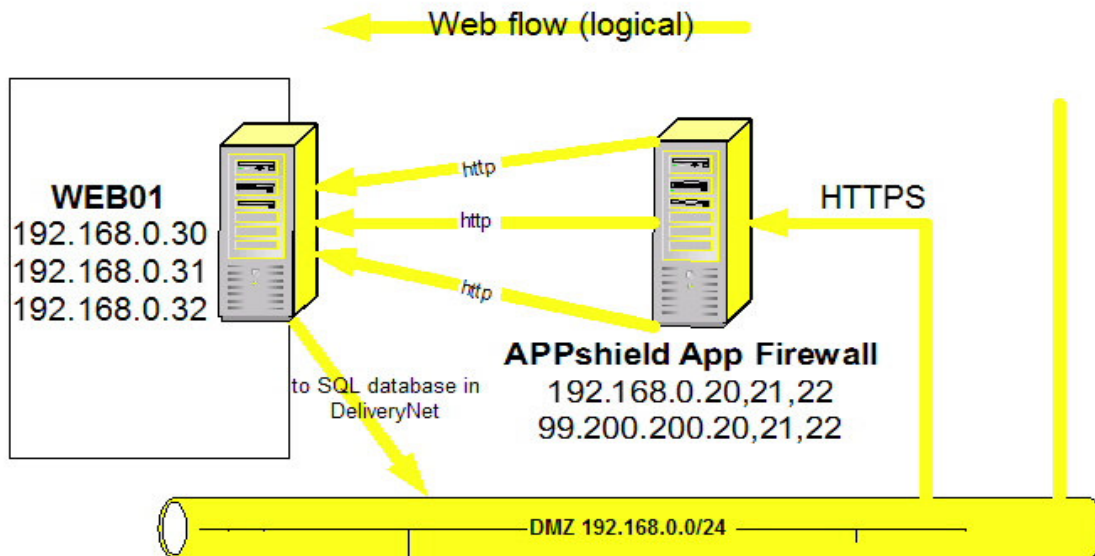 Web flow (logical)
WEB01
192.168.0.30
192.168.0.31
192.168.0.32
http
http
http
HTTPS
APPshield App Firewall
192.168.0.20,21,22
99.200.200.20,21,22
to SQL database in
DeliveryNet
DMZ 192.168.0.0/24